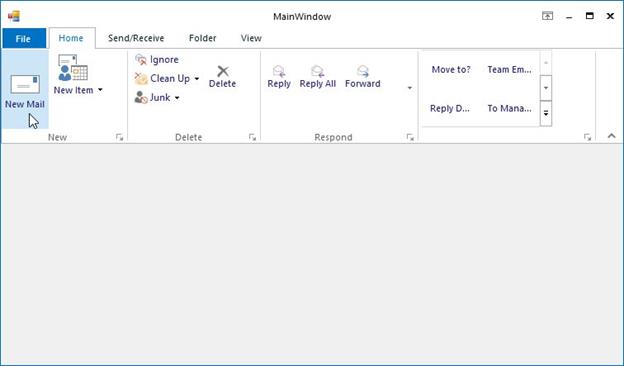 MainWindow
File Home Send/Receive Folder View
Ignore
Move to? Team Em...
New Mail New Item Clean Up Delete Reply Reply All Forward
Junk
Reply D... To Mana...
New Delete Respond